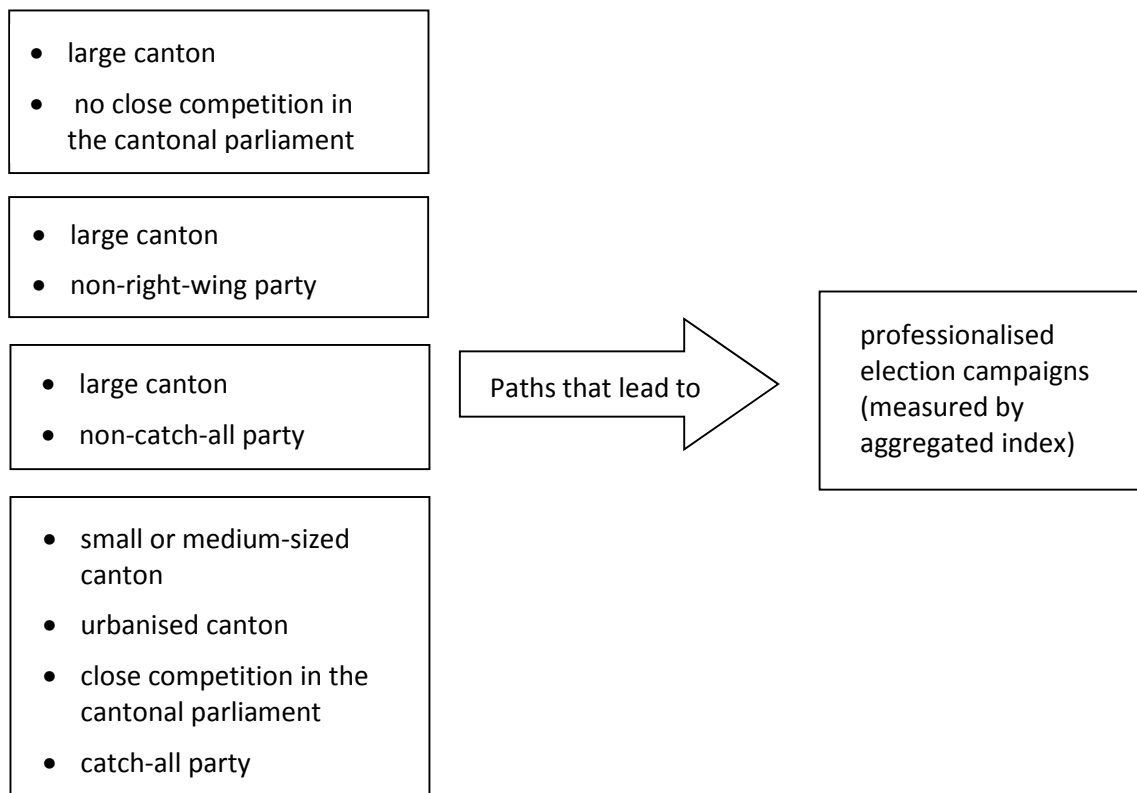 • large canton
• no close competition in
the cantonal parliament
• large canton
• non-right-wing party
• large canton
• non-catch-all party
• small or medium-sized
canton
• urbanised canton
• close competition in the
cantonal parliament
• catch-all party
Paths that lead to
professionalised
election campaigns
(measured by
aggregated index)